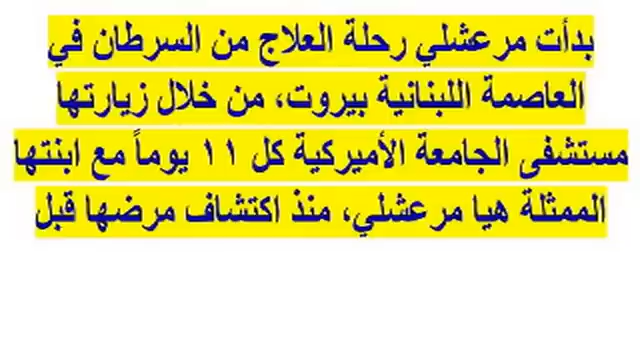 بدأت مرعشلي رحلة العلاج من السرطان في
العاصمة اللبنانية بيروت، من خلال زيارتها
مستشفى الجامعة الأميركية كل ١١ يوماً مع ابنتها
الممثلة هيا مرعشلي، منذ اكتشاف مرضها قبل